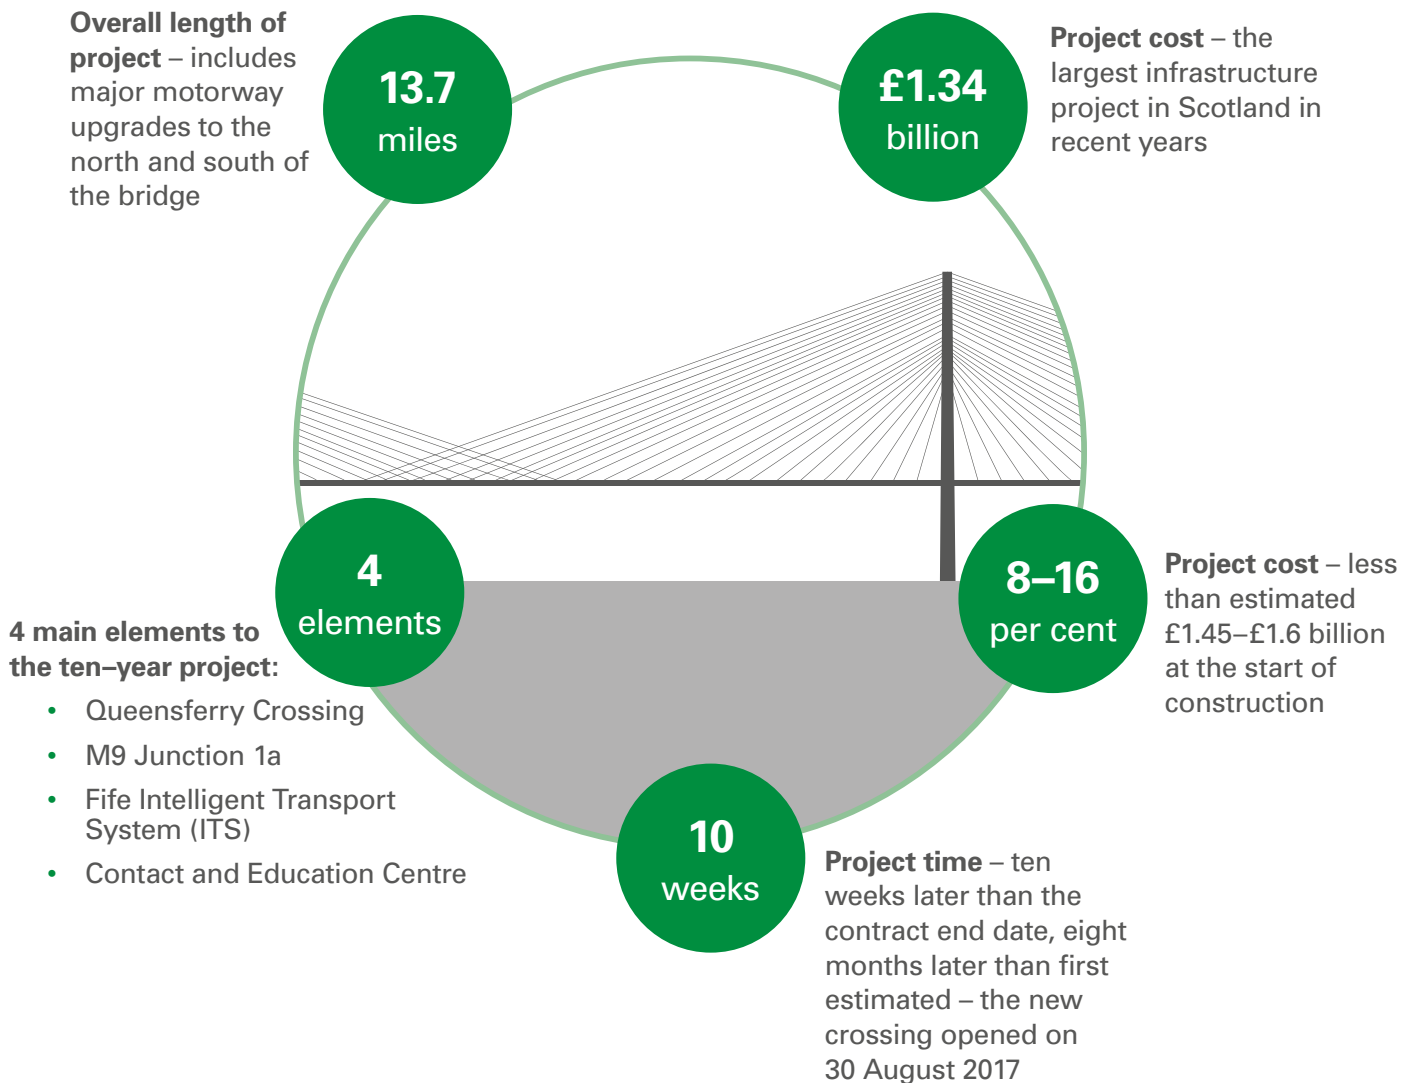 Overall length of
project – includes
major motorway
upgrades to the
north and south of
the bridge
13.7
miles
£1.34
billion
Project cost – the
largest infrastructure
project in Scotland in
recent years
4
elements
4 main elements to
the ten–year project:
• Queensferry Crossing
• M9 Junction 1a
• Fife Intelligent Transport
System (ITS)
• Contact and Education Centre
8–16
per cent
Project cost – less
than estimated
£1.45–£1.6 billion
at the start of
construction
10
weeks
Project time – ten
weeks later than the
contract end date, eight
months later than first
estimated – the new
crossing opened on
30 August 2017